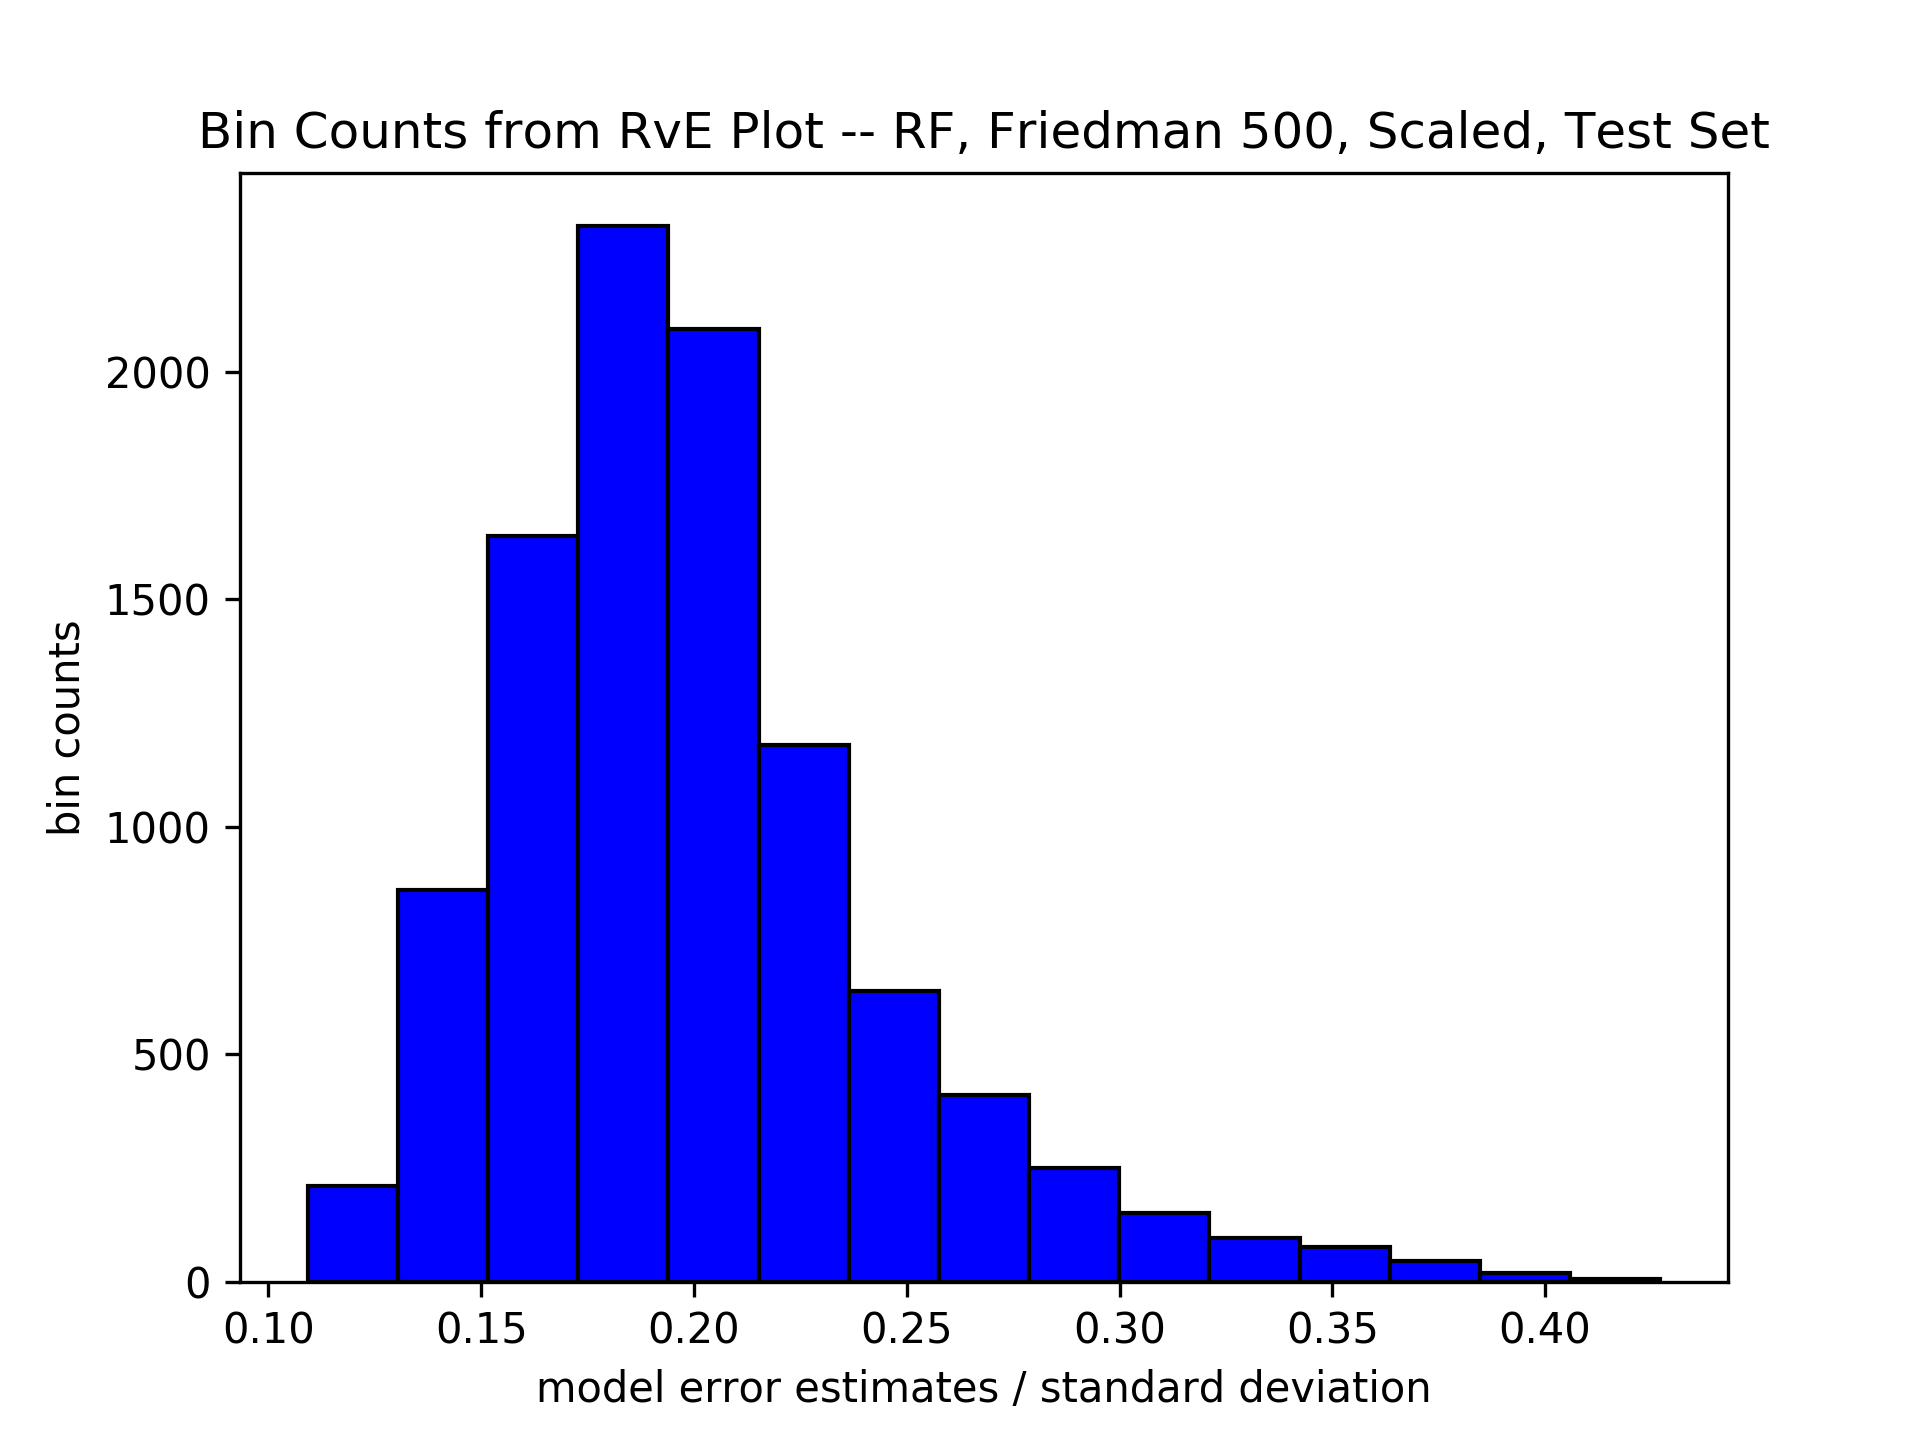 Bin Counts from RvE Plot -- RF, Friedman 500, Scaled, Test Set
bin counts
2000
1500
1000
500
0
0.10 0.15 0.20 0.25 0.30 0.35 0.40
model error estimates / standard deviation